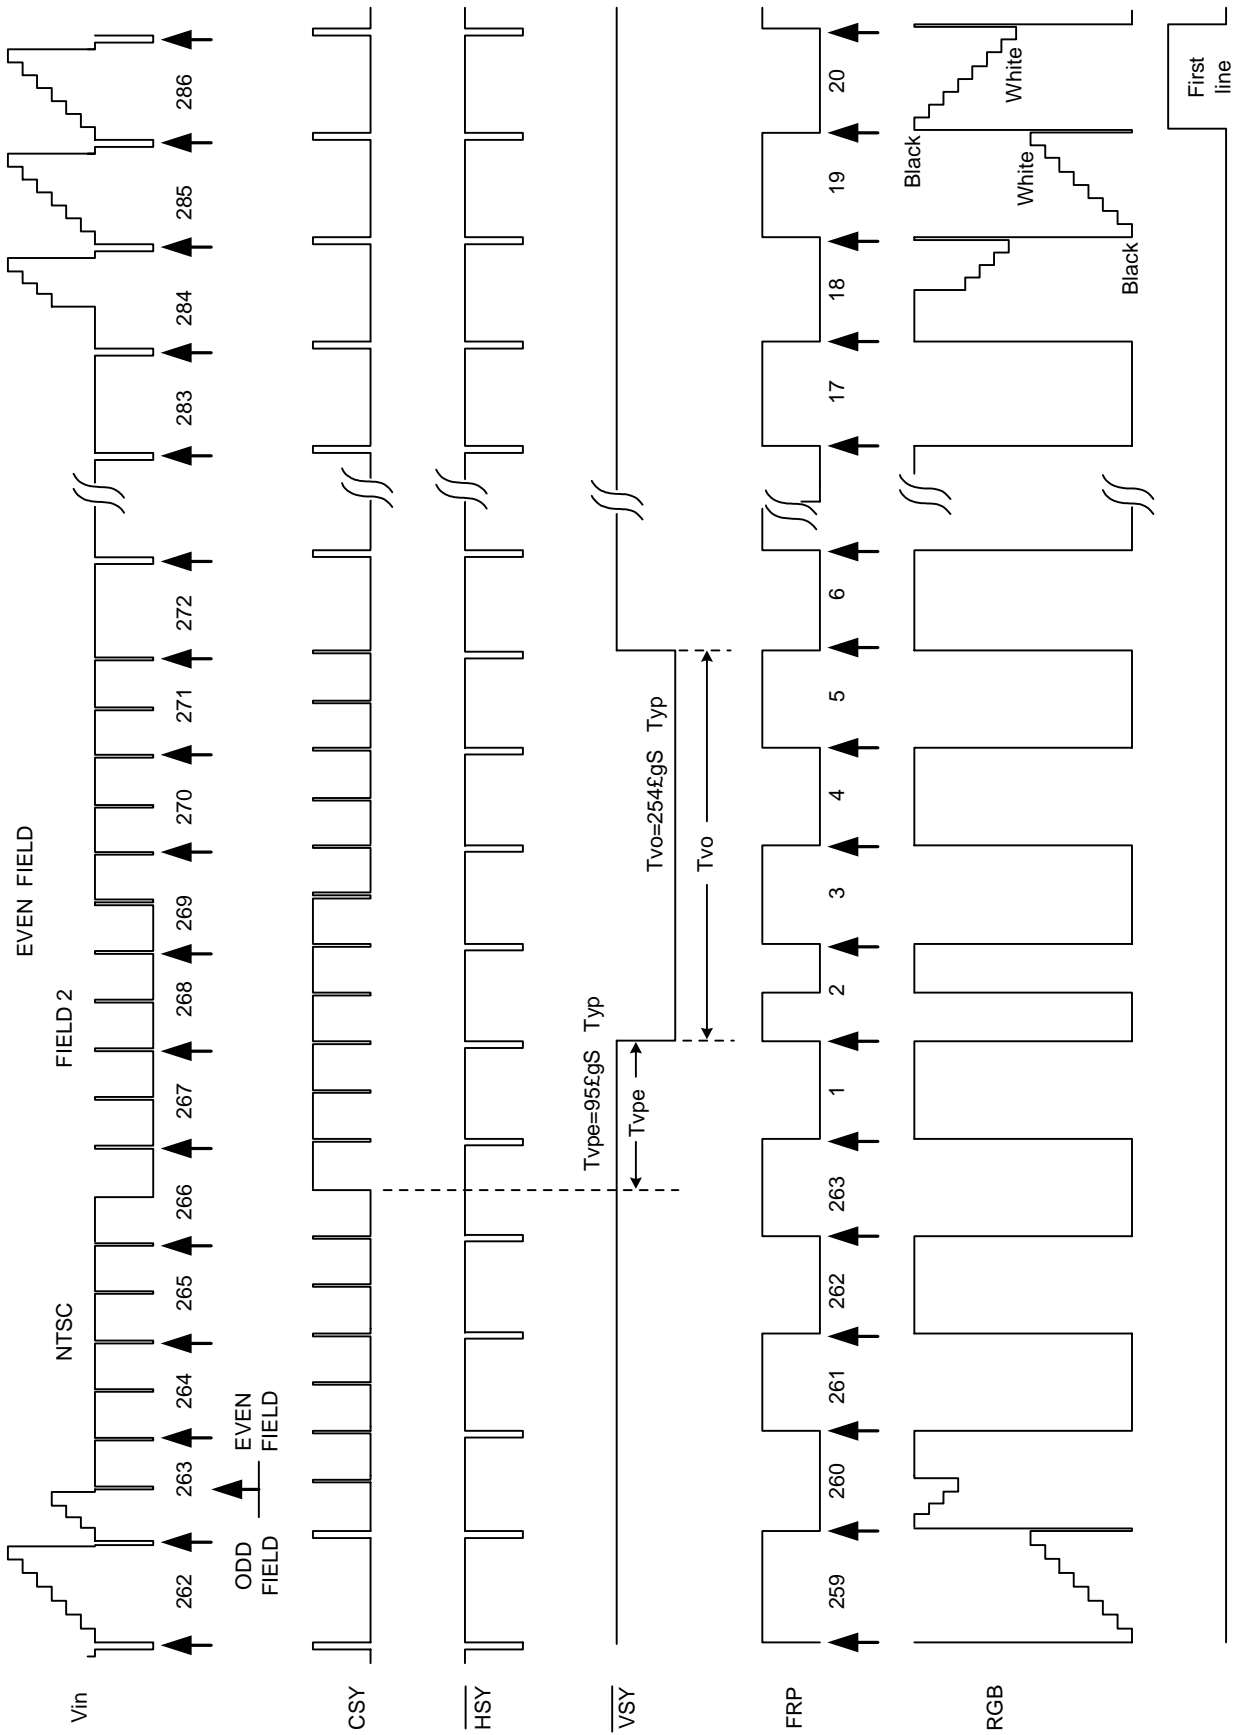 EVEN FIELD
NTSC
FIELD 2
Vin
262
263
264
265
266
267
268
269
270
271
272
283
284
285
286
ODD
FIELD
EVEN
FIELD
CSY
HSY
VSY
Tvpe=95£gS Typ
Tvpe
Tvo=254£gS Typ
Tvo
FRP
259
260
261
262
263
1
2
3
4
5
6
17
18
19
20
RGB
Black
White
Black
White
First
line